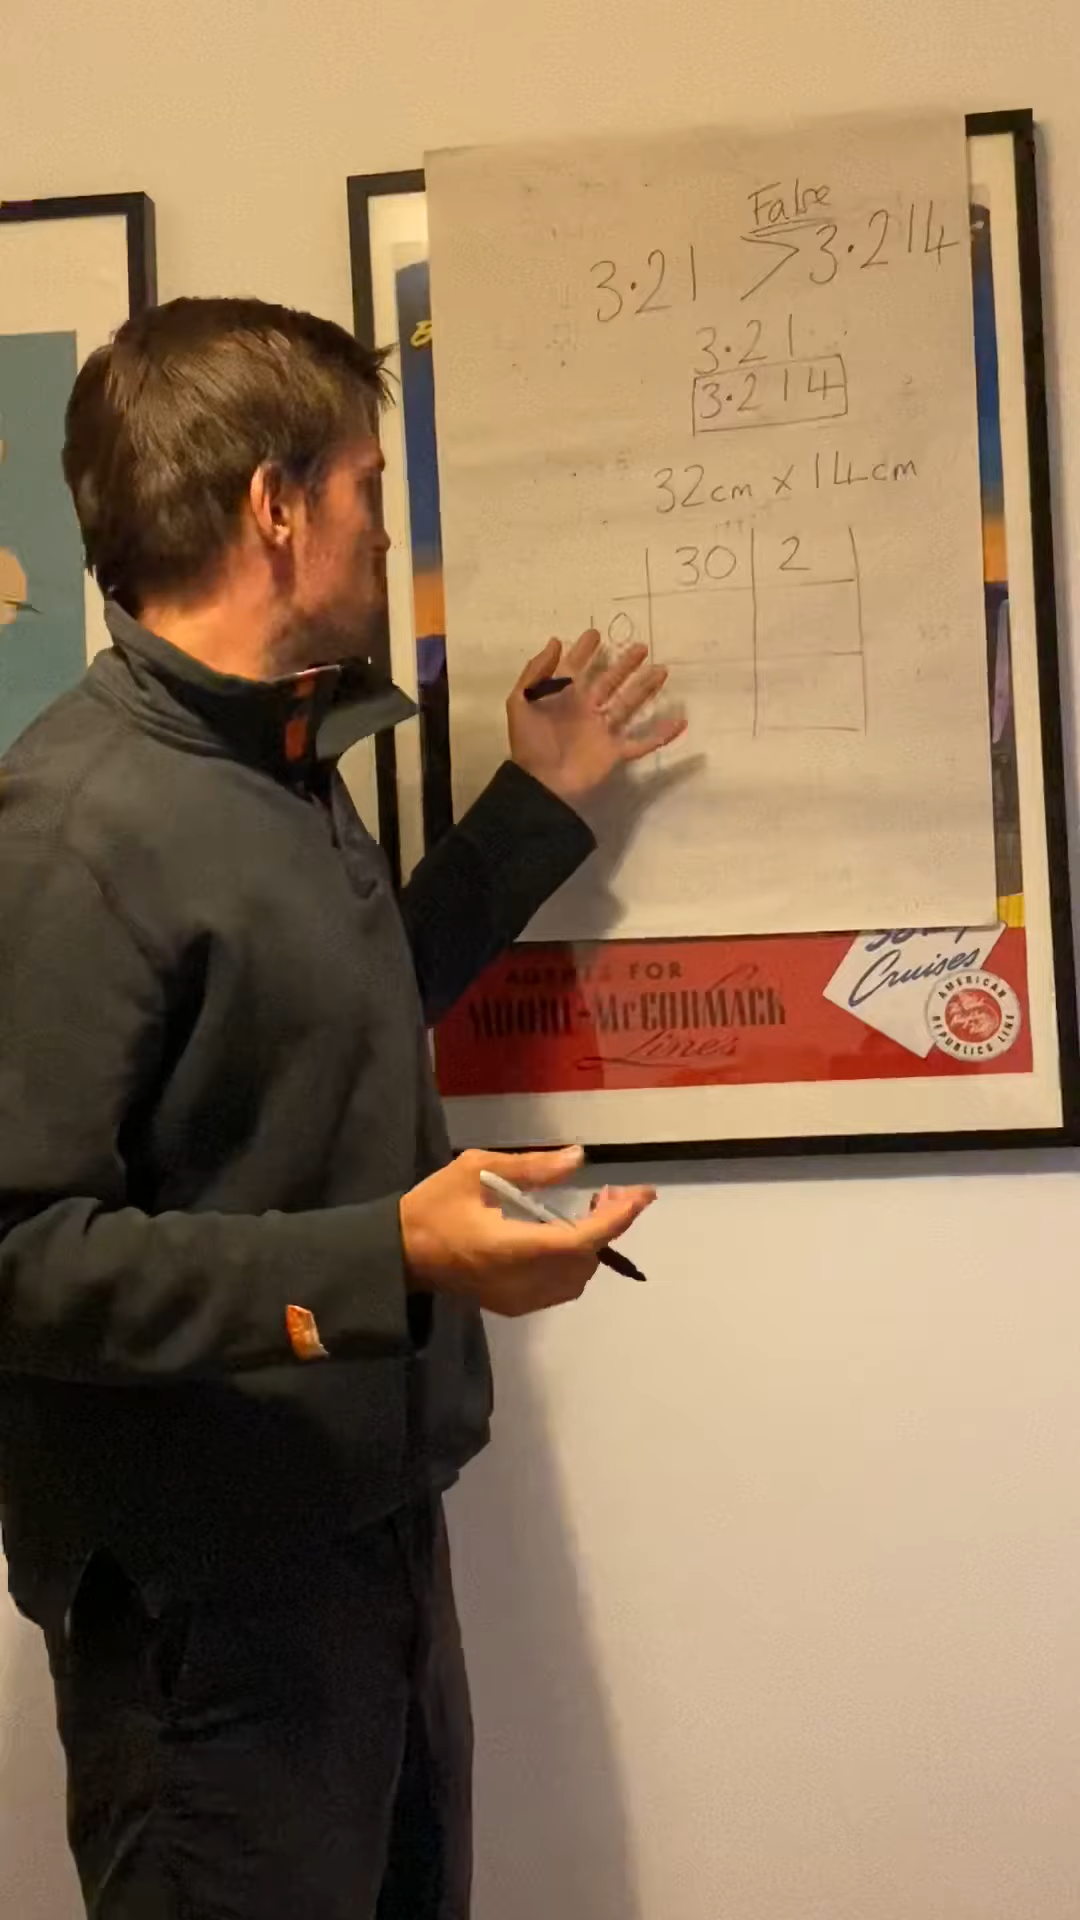 False
3.21 > 3.214
3.21
3.214
32cm x 14cm
30 2
10
AGENTS FOR
MOORE-McCORMACK
Lines
Cruises
AMERICAN
REPUBLICS LINE